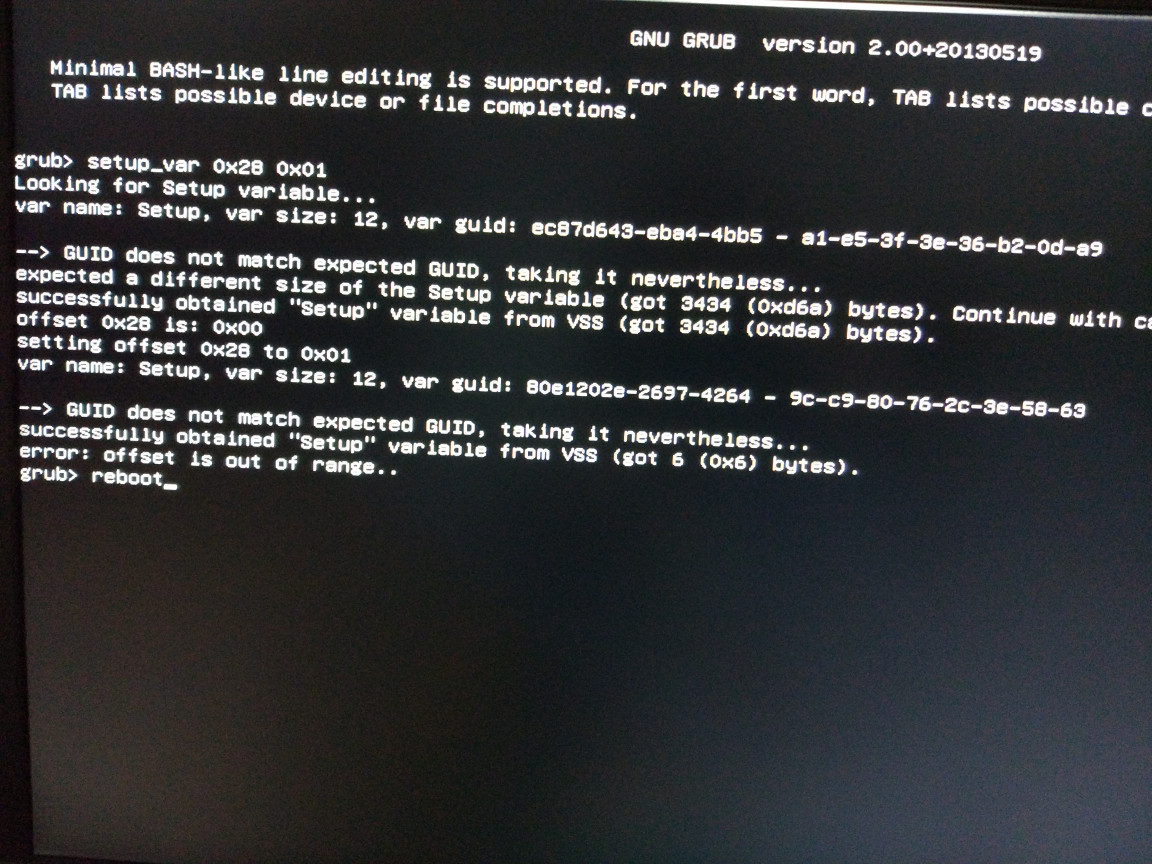 GNU GRUB version 2.00+20130519
Minimal BASH-like line editing is supported. For the first word, TAB lists possible
TAB lists possible device or file completions.
grub> setup_var 0x28 0x01
Looking for Setup variable...
var name: Setup, var size: 12, var guid: ec87d643-eba4-4bb5 - a1-e5-3f-3e-36-b2-0d-a9
--> GUID does not match expected GUID, taking it nevertheless...
expected a different size of the Setup variable (got 3434 (0xd6a) bytes). Continue with
successfully obtained "Setup" variable from VSS (got 3434 (0xd6a) bytes).
offset 0x28 is: 0x00
setting offset 0x28 to 0x01
var name: Setup, var size: 12, var guid: 80e1202e-2697-4264 - 9c-c9-80-76-2c-3e-58-63
--> GUID does not match expected GUID, taking it nevertheless...
successfully obtained "Setup" variable from VSS (got 6 (0x6) bytes).
error: offset is out of range..
grub> reboot_